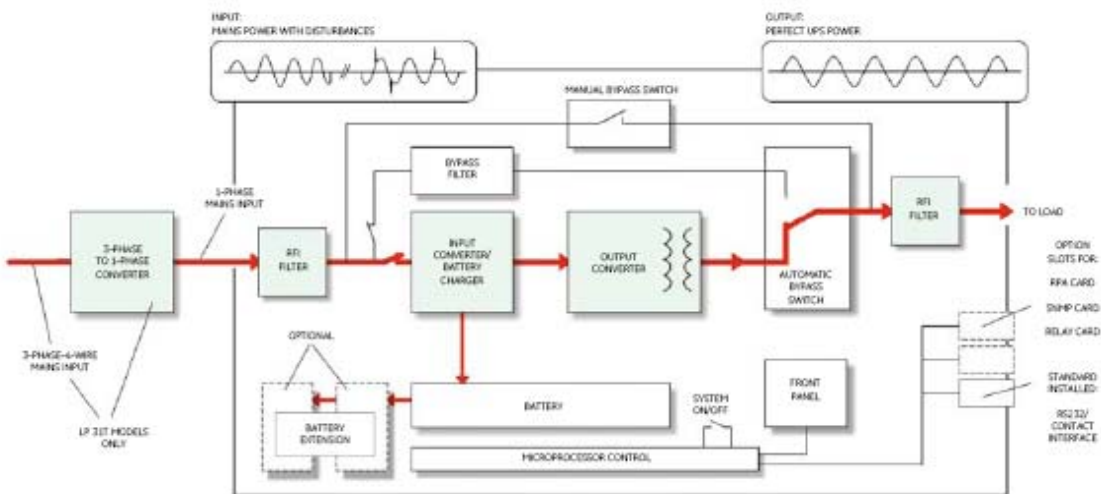 INPUT:
MAINS POWER WITH DISTURBANCES
OUTPUT:
PERFECT UPS POWER
MANUAL BYPASS SWITCH
BYPASS
FILTER
1-PHASE
MAINS INPUT
3-PHASE
TO 1-PHASE
CONVERTER
RFI
FILTER
INPUT
CONVERTER/
BATTERY
CHARGER
OUTPUT
CONVERTER
AUTOMATIC
BYPASS
SWITCH
RFI
FILTER
TO LOAD
OPTION
SLOTS FOR:
RPA CARD
SNMP CARD
RELAY CARD
3-PHASE-4-WIRE
MAINS INPUT
LP 31T MODELS
ONLY
OPTIONAL
BATTERY
EXTENSION
BATTERY
SYSTEM
ON/OFF
FRONT
PANEL
MICROPROCESSOR CONTROL
STANDARD
INSTALLED:
RS232/
CONTACT
INTERFACE